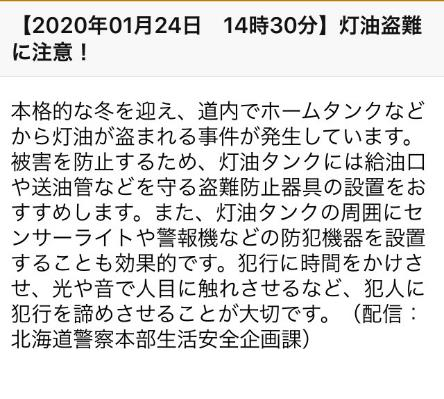 【2020年01月24日　14時30分】灯油盗難
に注意！
本格的な冬を迎え、道内でホームタンクなど
から灯油が盗まれる事件が発生しています。
被害を防止するため、灯油タンクには給油口
や送油管などを守る盗難防止器具の設置をお
すすめします。また、灯油タンクの周囲にセ
ンサーライトや警報機などの防犯機器を設置
することも効果的です。犯行に時間をかけさ
せ、光や音で人目に触れさせるなど、犯人に
犯行を諦めさせることが大切です。（配信：
北海道警察本部生活安全企画課）